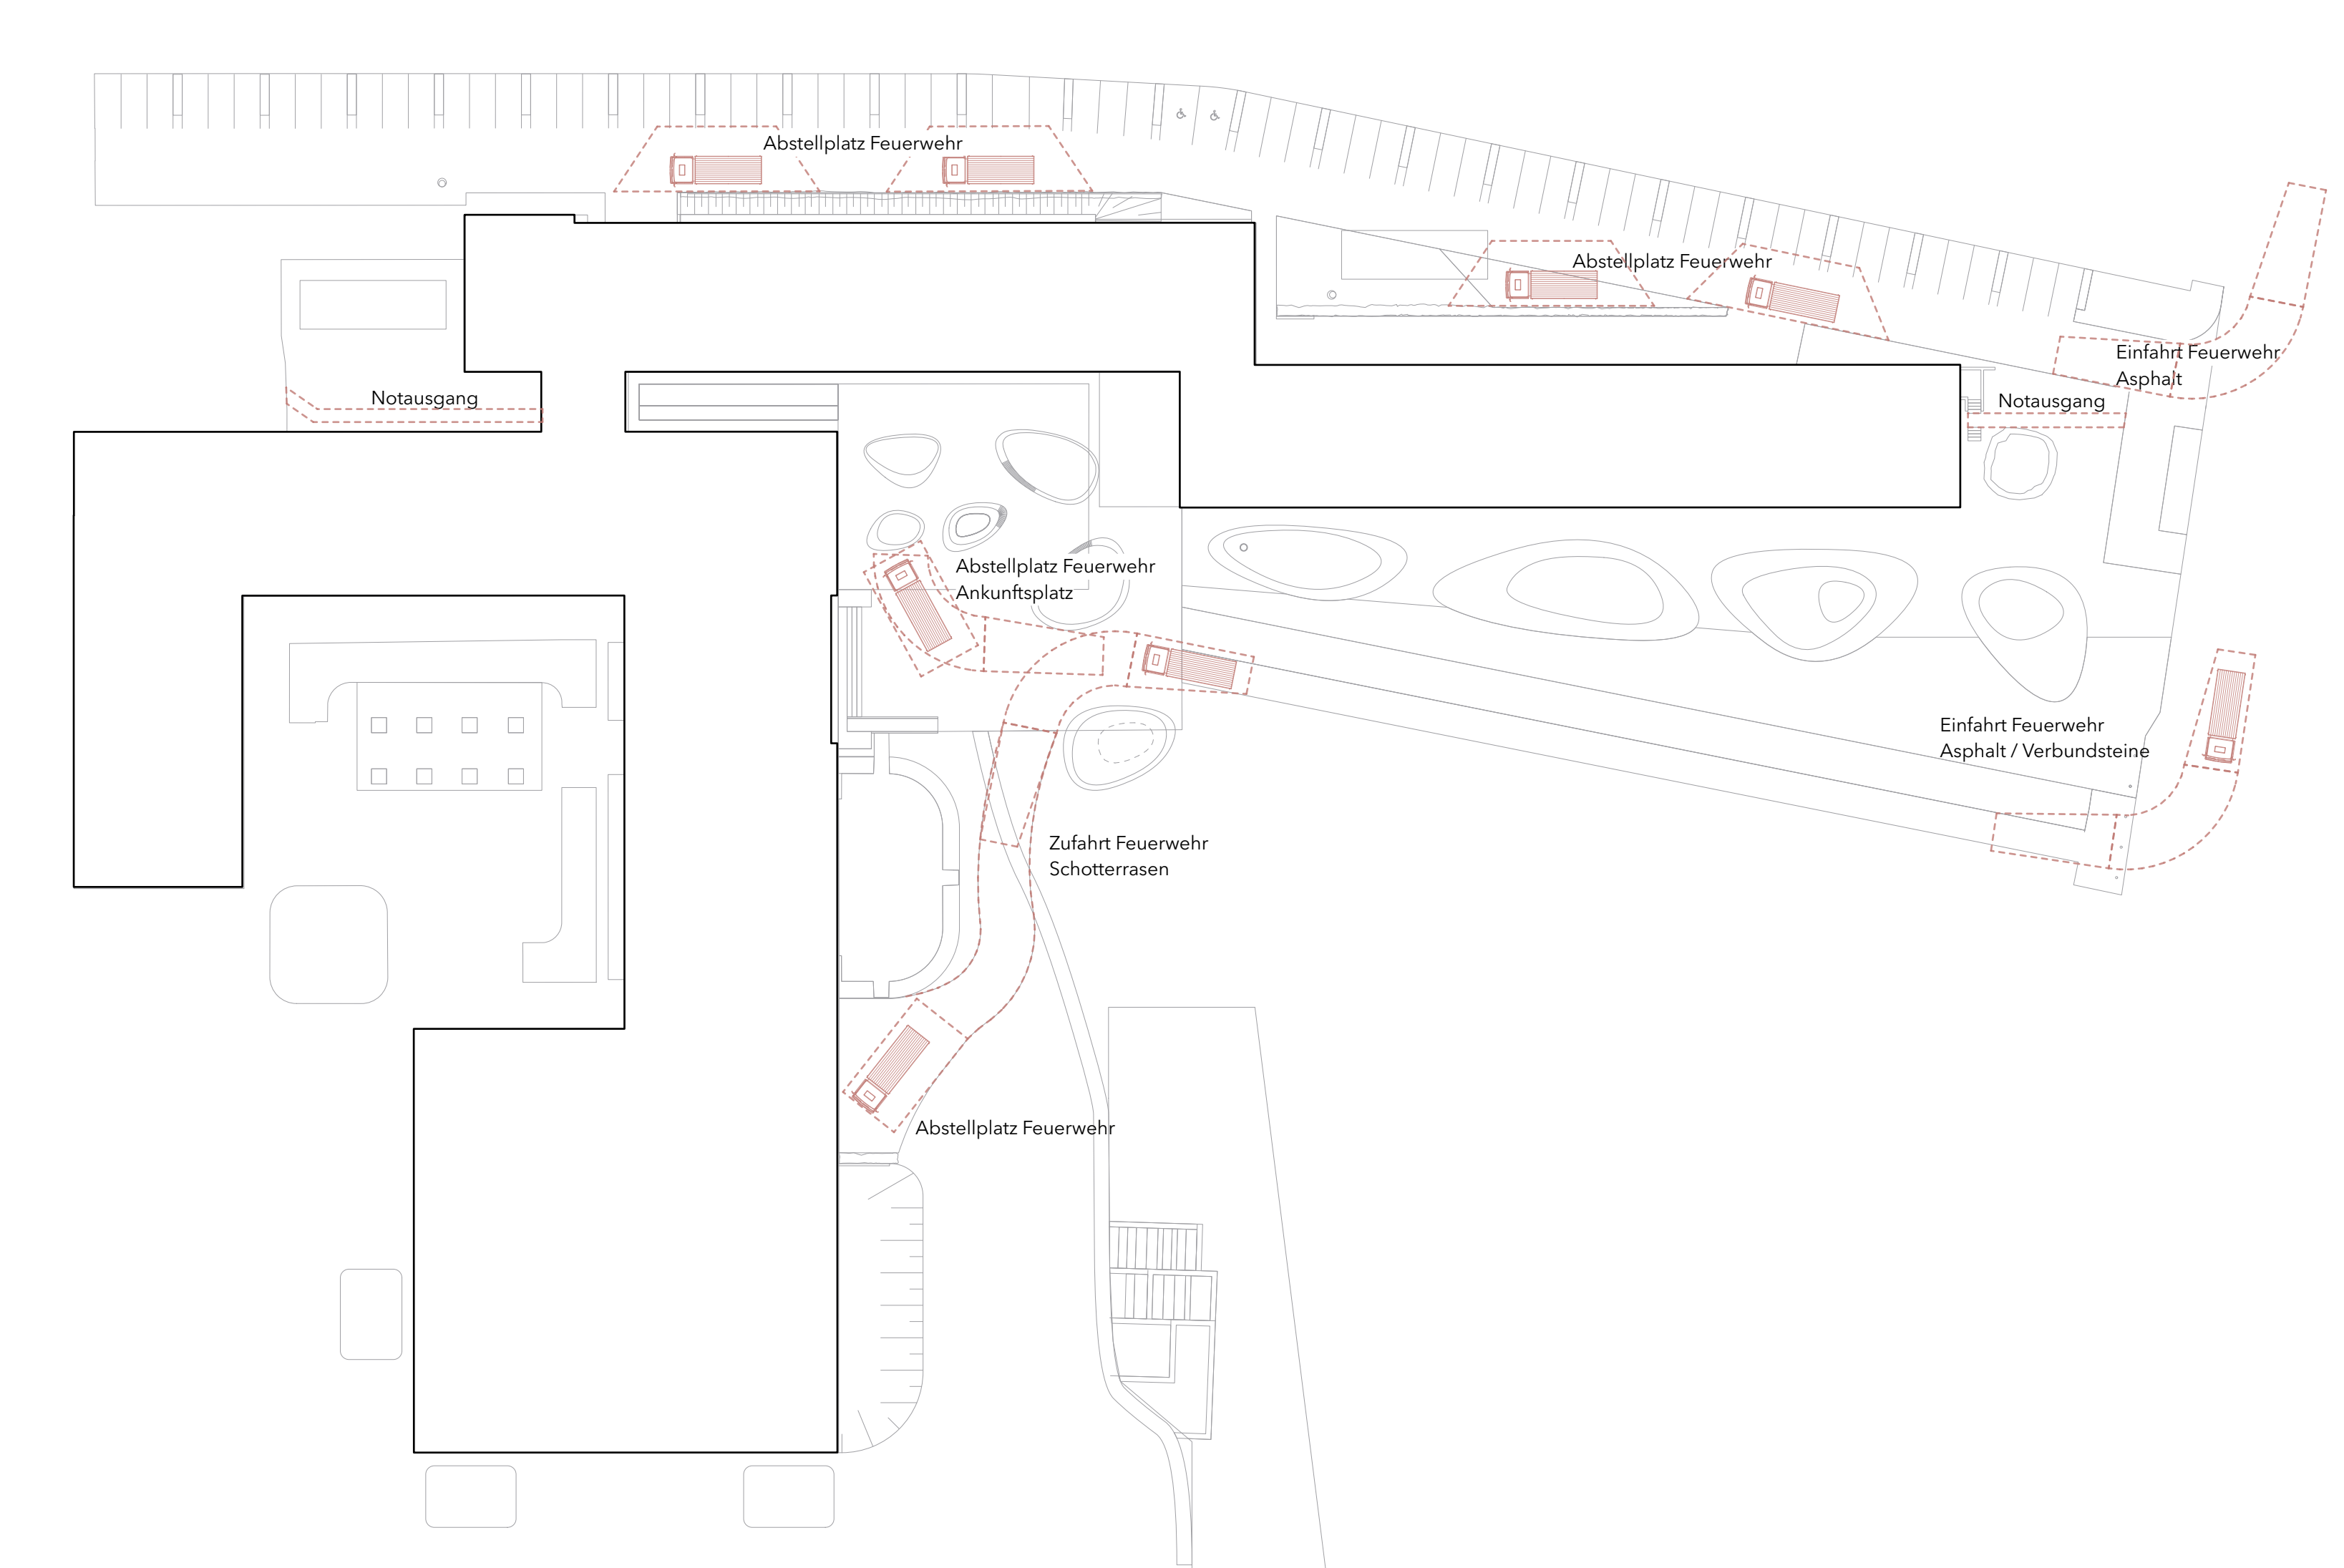 Abstellplatz Feuerwehr
Abstellplatz Feuerwehr
Einfahrt Feuerwehr
Asphalt
Notausgang
Notausgang
Abstellplatz Feuerwehr
Ankunftsplatz
Einfahrt Feuerwehr
Asphalt / Verbundsteine
Zufahrt Feuerwehr
Schotterrasen
Abstellplatz Feuerwehr